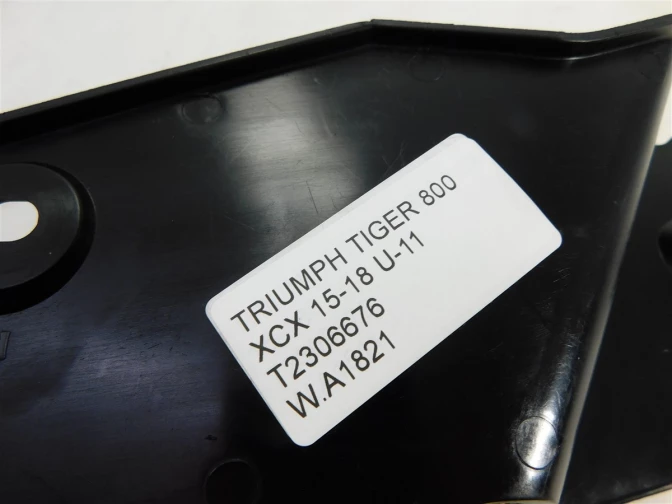 TRIUMPH TIGER 800
XCX 15-18 U-11
T2306676
W.A1821